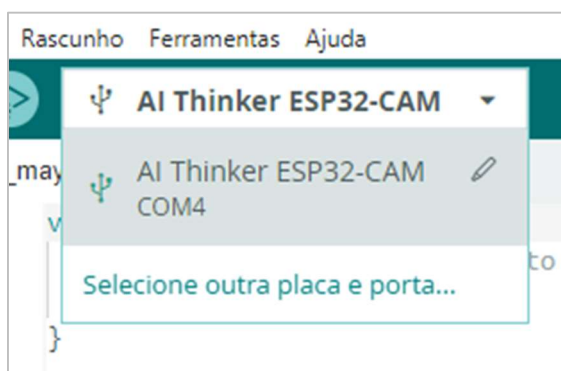 Rascunho Ferramentas Ajuda
AI Thinker ESP32-CAM
_may
AI Thinker ESP32-CAM
COM4
v
to
Selecione outra placa e porta...
}